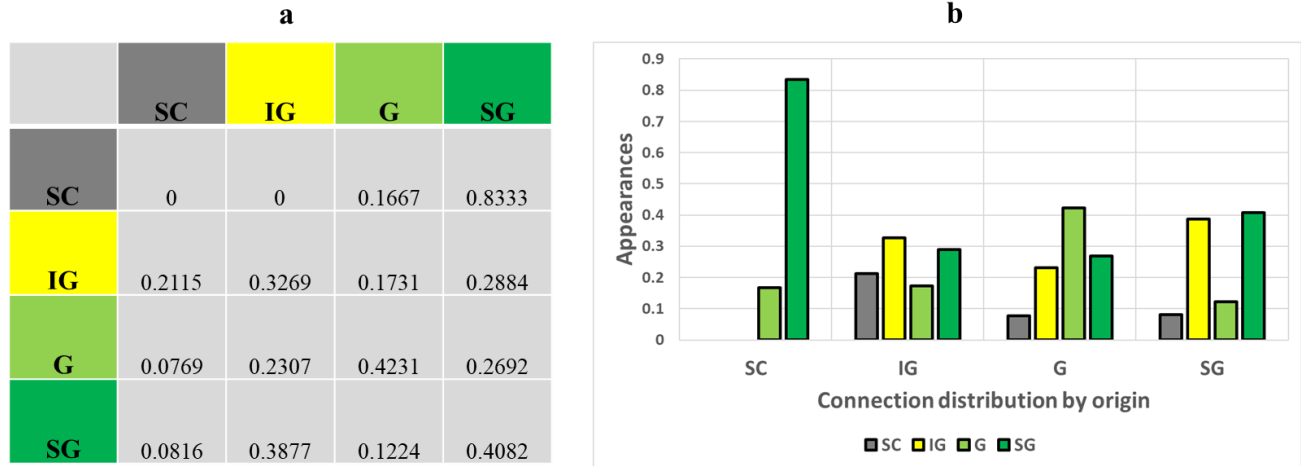 a
SC IG G SG
SC 0 0 0.1667 0.8333
IG 0.2115 0.3269 0.1731 0.2884
G 0.0769 0.2307 0.4231 0.2692
SG 0.0816 0.3877 0.1224 0.4082
b
Appearances
0.9
0.8
0.7
0.6
0.5
0.4
0.3
0.2
0.1
0
SC IG G SG
Connection distribution by origin
SC IG G SG